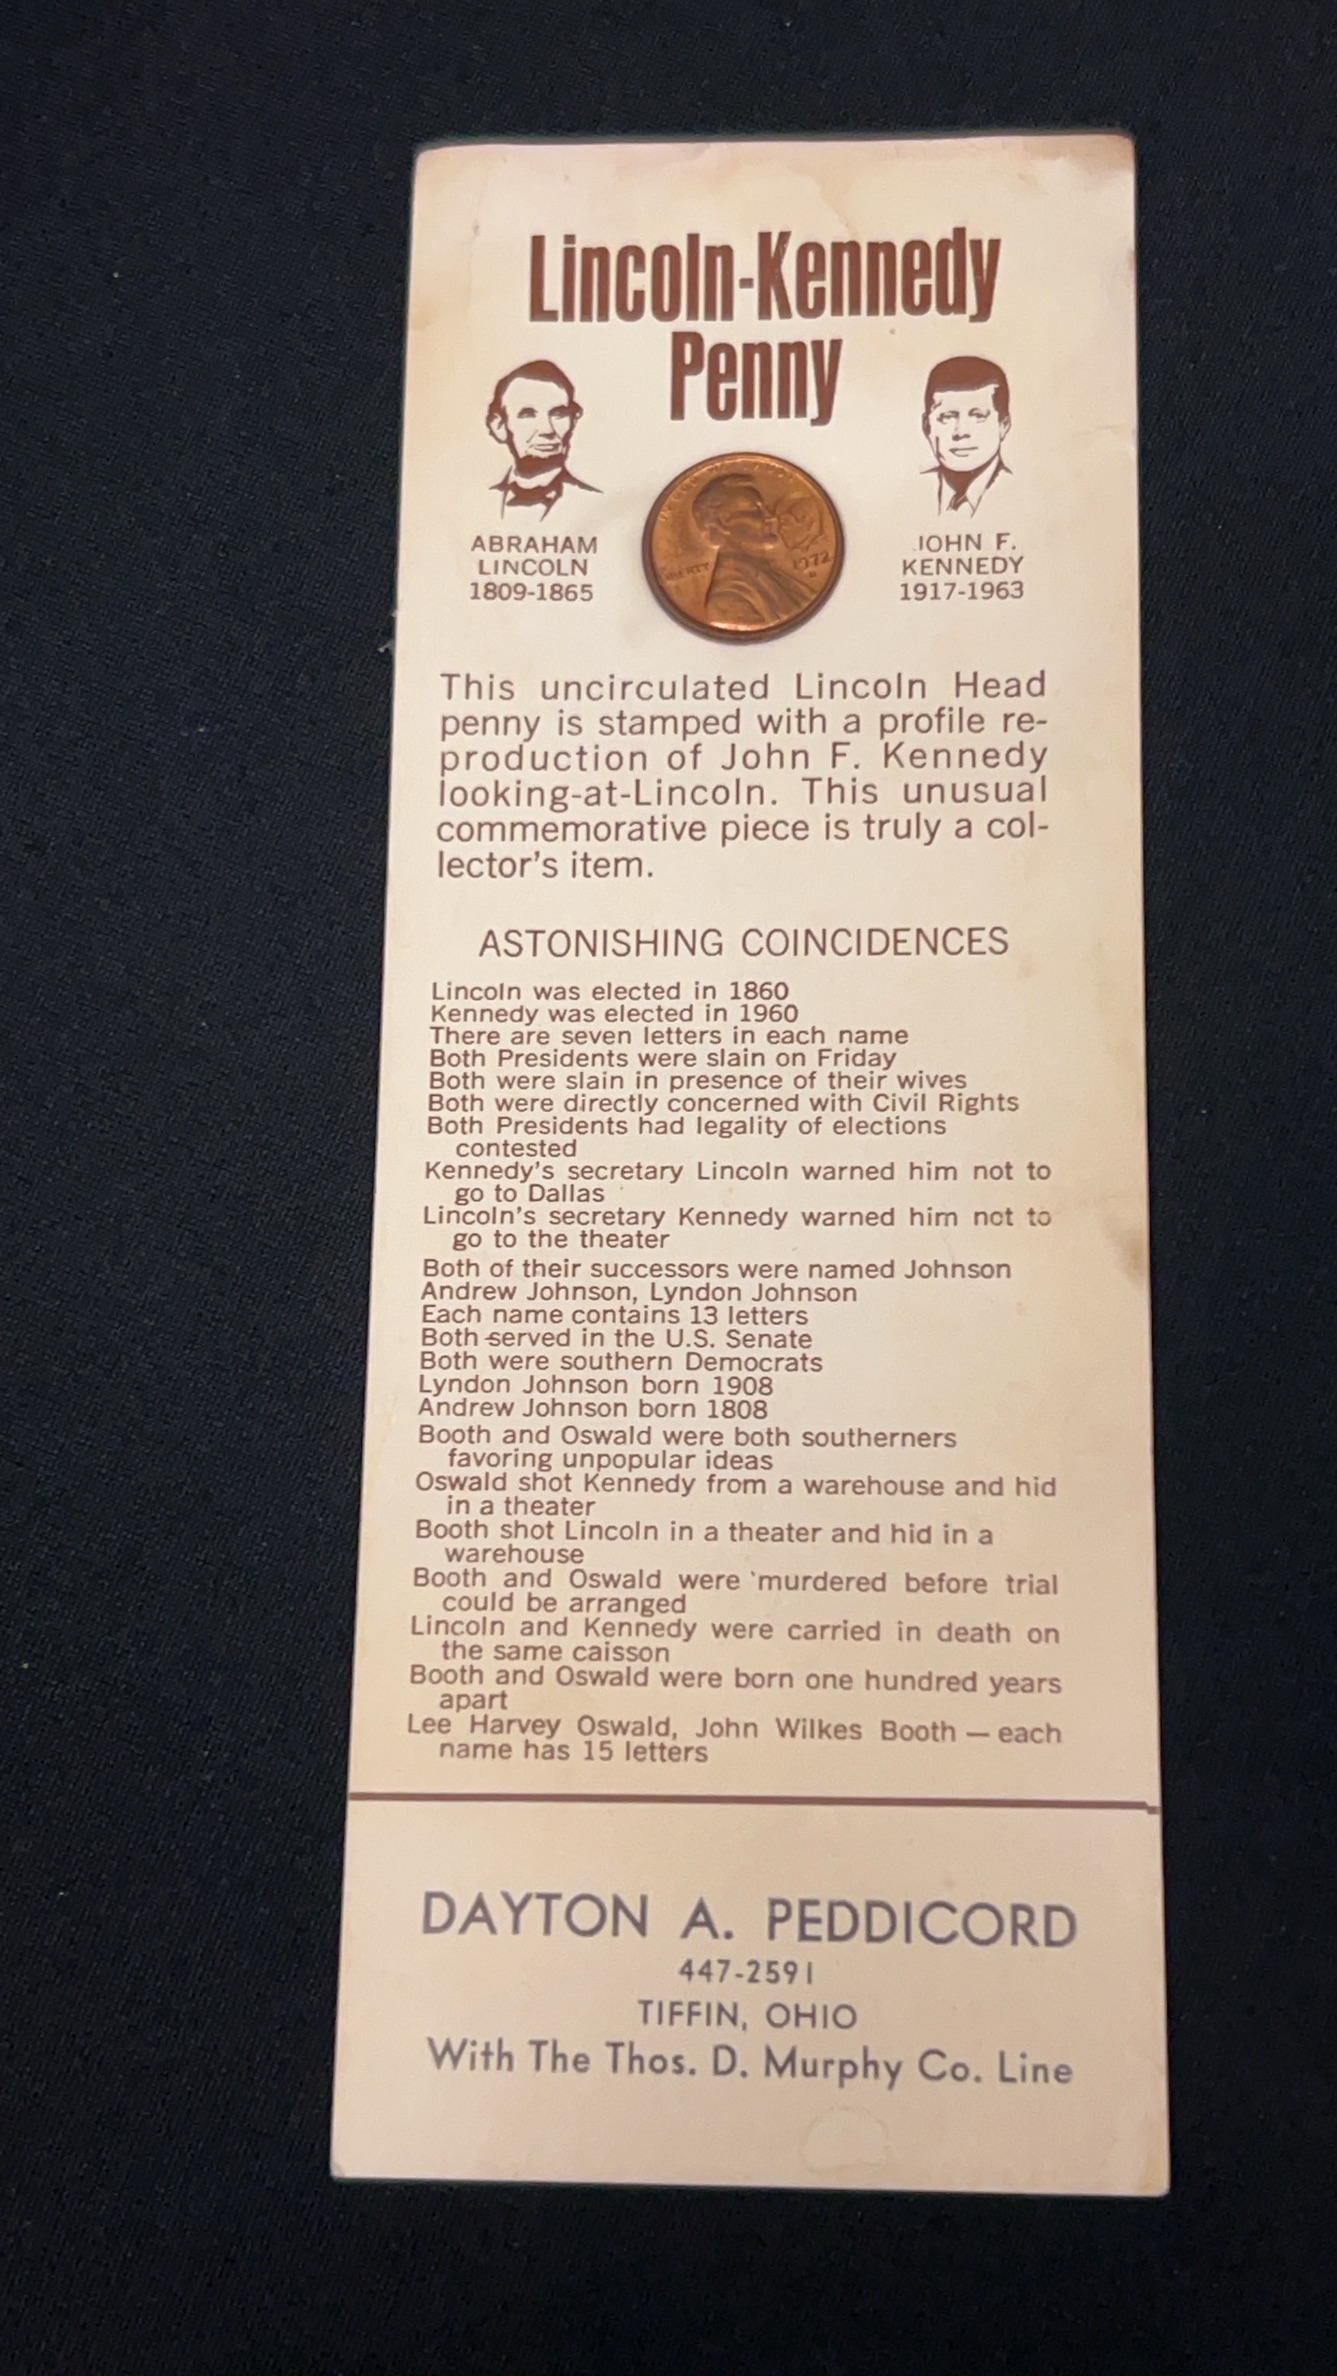 Lincoln-Kennedy
Penny
ABRAHAM
LINCOLN
1809-1865
LIBERTY
1972
D
JOHN F.
KENNEDY
1917-1963
This uncirculated Lincoln Head
penny is stamped with a profile re-
production of John F. Kennedy
looking-at-Lincoln. This unusual
commemorative piece is truly a col-
lector's item.
ASTONISHING COINCIDENCES
Lincoln was elected in 1860
Kennedy was elected in 1960
There are seven letters in each name
Both Presidents were slain on Friday
Both were slain in presence of their wives
Both were directly concerned with Civil Rights
Both Presidents had legality of elections
contested
Kennedy's secretary Lincoln warned him not to
go to Dallas
Lincoln's secretary Kennedy warned him not to
go to the theater
Both of their successors were named Johnson
Andrew Johnson, Lyndon Johnson
Each name contains 13 letters
Both served in the U.S. Senate
Both were southern Democrats
Lyndon Johnson born 1908
Andrew Johnson born 1808
Booth and Oswald were both southerners
favoring unpopular ideas
Oswald shot Kennedy from a warehouse and hid
in a theater
Booth shot Lincoln in a theater and hid in a
warehouse
Booth and Oswald were murdered before trial
could be arranged
Lincoln and Kennedy were carried in death on
the same caisson
Booth and Oswald were born one hundred years
apart
Lee Harvey Oswald, John Wilkes Booth — each
name has 15 letters
DAYTON A. PEDDICORD
447-2591
TIFFIN, OHIO
With The Thos. D. Murphy Co. Line